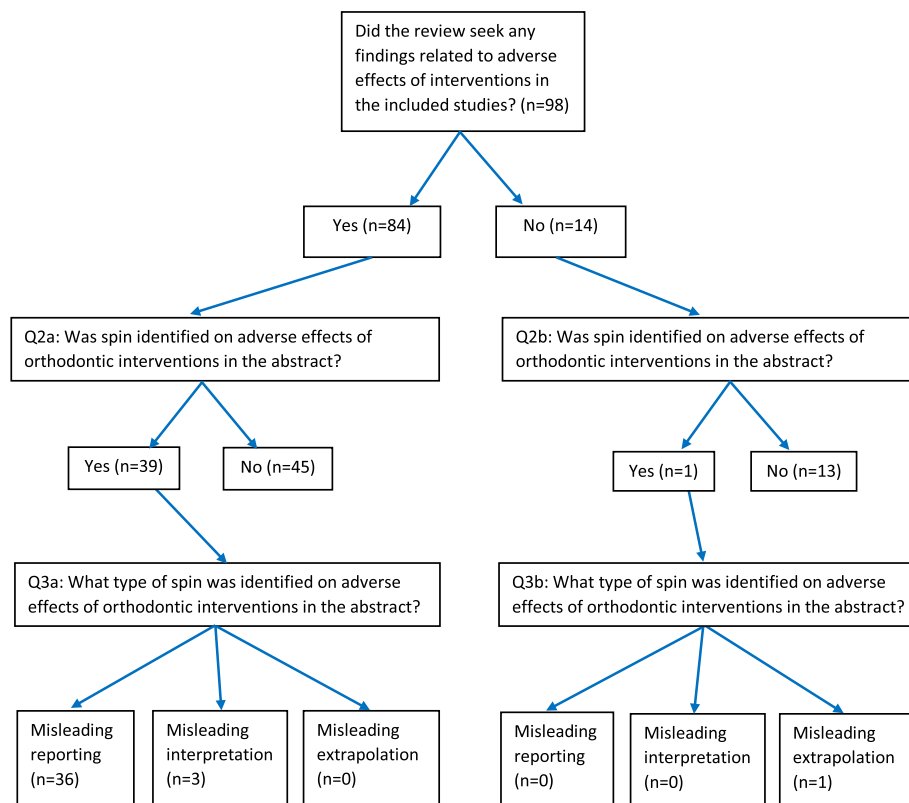 Did the review seek any
findings related to adverse
effects of interventions in
the included studies? (n=98)
Yes (n=84)
No (n=14)
Q2a: Was spin identified on adverse effects of
orthodontic interventions in the abstract?
Q2b: Was spin identified on adverse effects of
orthodontic interventions in the abstract?
Yes (n=39)
No (n=45)
Yes (n=1)
No (n=13)
Q3a: What type of spin was identified on adverse
effects of orthodontic interventions in the abstract?
Q3b: What type of spin was identified on adverse
effects of orthodontic interventions in the abstract?
Misleading
reporting
(n=36)
Misleading
interpretation
(n=3)
Misleading
extrapolation
(n=0)
Misleading
reporting
(n=0)
Misleading
interpretation
(n=0)
Misleading
extrapolation
(n=1)